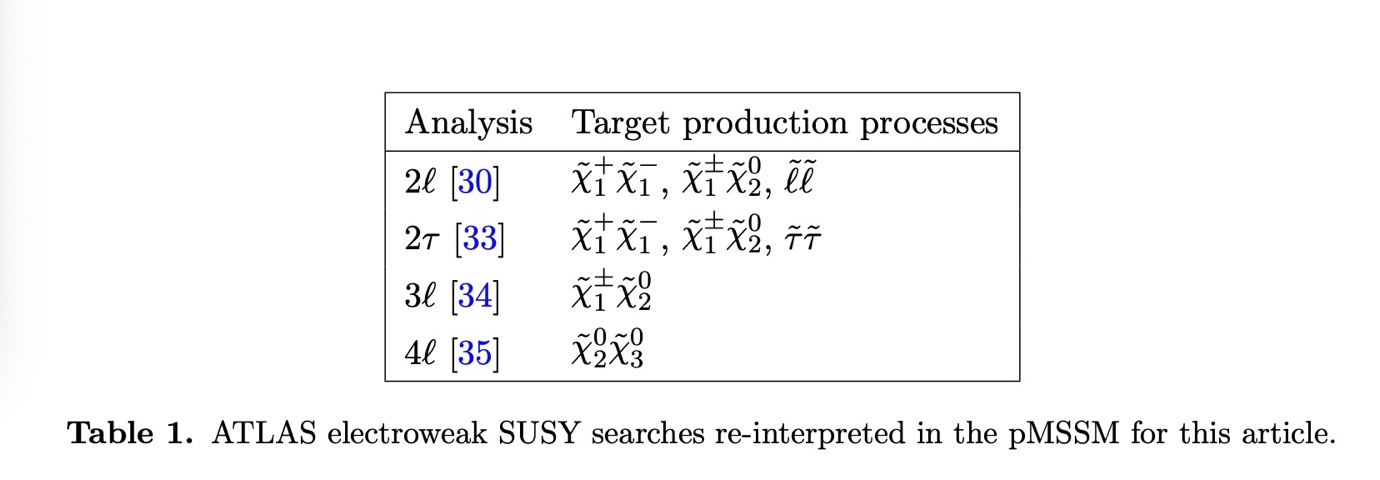 Analysis Target production processes
2ℓ [30] χ̃₁⁺χ̃₁⁻, χ̃₁±χ̃₂⁰, ℓ̃ℓ̃
2τ [33] χ̃₁⁺χ̃₁⁻, χ̃₁±χ̃₂⁰, τ̃τ̃
3ℓ [34] χ̃₁±χ̃₂⁰
4ℓ [35] χ̃₂⁰χ̃₃⁰
Table 1. ATLAS electroweak SUSY searches re-interpreted in the pMSSM for this article.